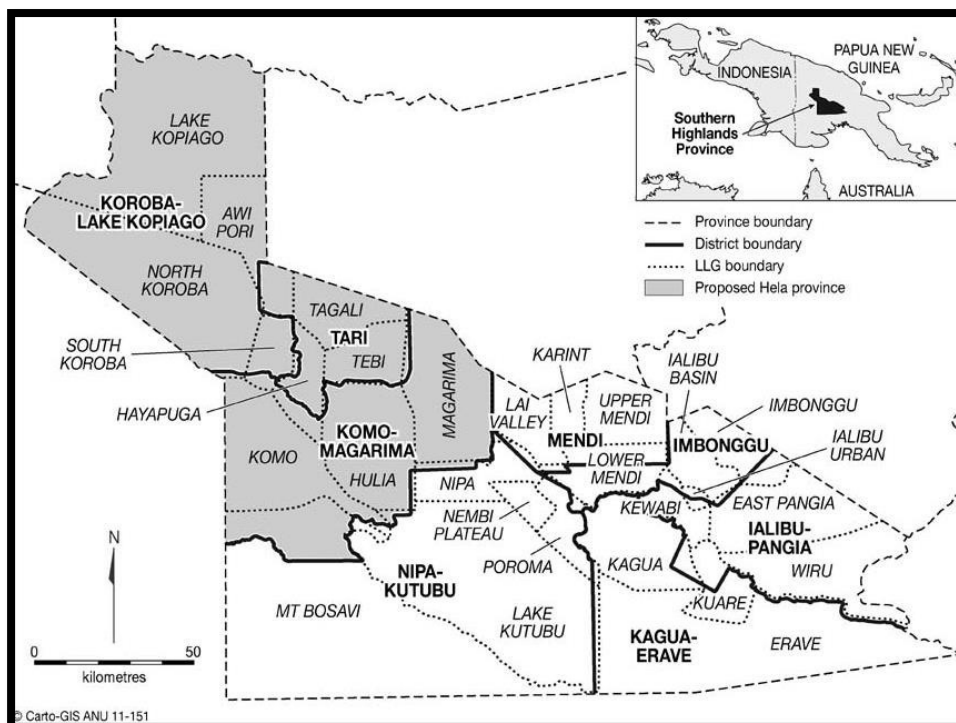 INDONESIA
PAPUA NEW
GUINEA
Southern
Highlands
Province
AUSTRALIA
Province boundary
District boundary
LLG boundary
Proposed Hela province
LAKE
KOPIAGO
KOROBA-
LAKE KOPIAGO
AWI
PORI
NORTH
KOROBA
SOUTH
KOROBA
TAGALI
TARI
TEBI
HAYAPUGA
KOMO-
MAGARIMA
MAGARIMA
KOMO
HULIA
LAI
VALLEY
KARINT
UPPER
MENDI
MENDI
LOWER
MENDI
IALIBU
BASIN
IMBONGGU
IMBONGGU
IALIBU
URBAN
NIPA
NEMBI
PLATEAU
POROMA
NIPA-
KUTUBU
MT BOSAVI
LAKE
KUTUBU
KEWABI
EAST PANGIA
IALIBU-
PANGIA
WIRU
KAGUA
KUARE
KAGUA-
ERAVE
ERAVE
N
0 50
kilometres
© Carto-GIS ANU 11-151